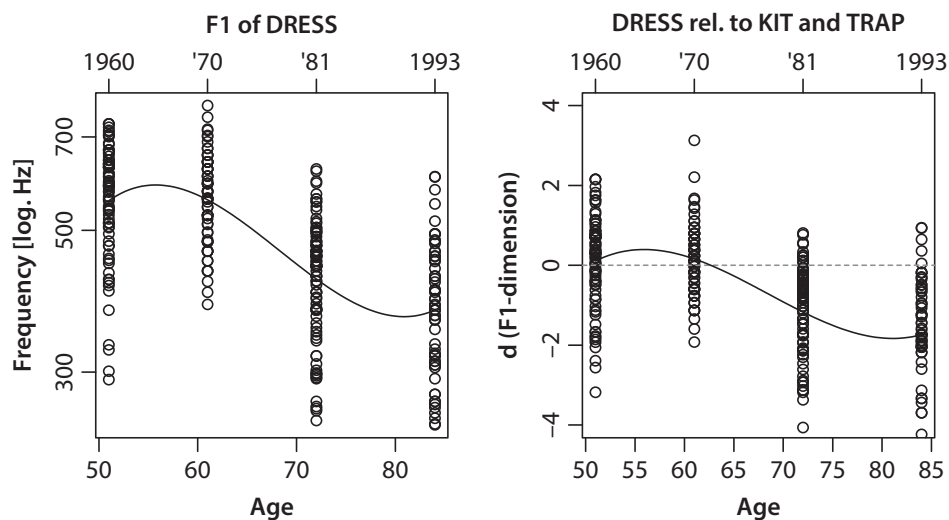 F1 of DRESS
1960 '70 '81 1993
Frequency [log. Hz]
700
500
300
50 60 70 80
Age
DRESS rel. to KIT and TRAP
1960 '70 '81 1993
d (F1-dimension)
4
2
0
−2
−4
50 55 60 65 70 75 80 85
Age